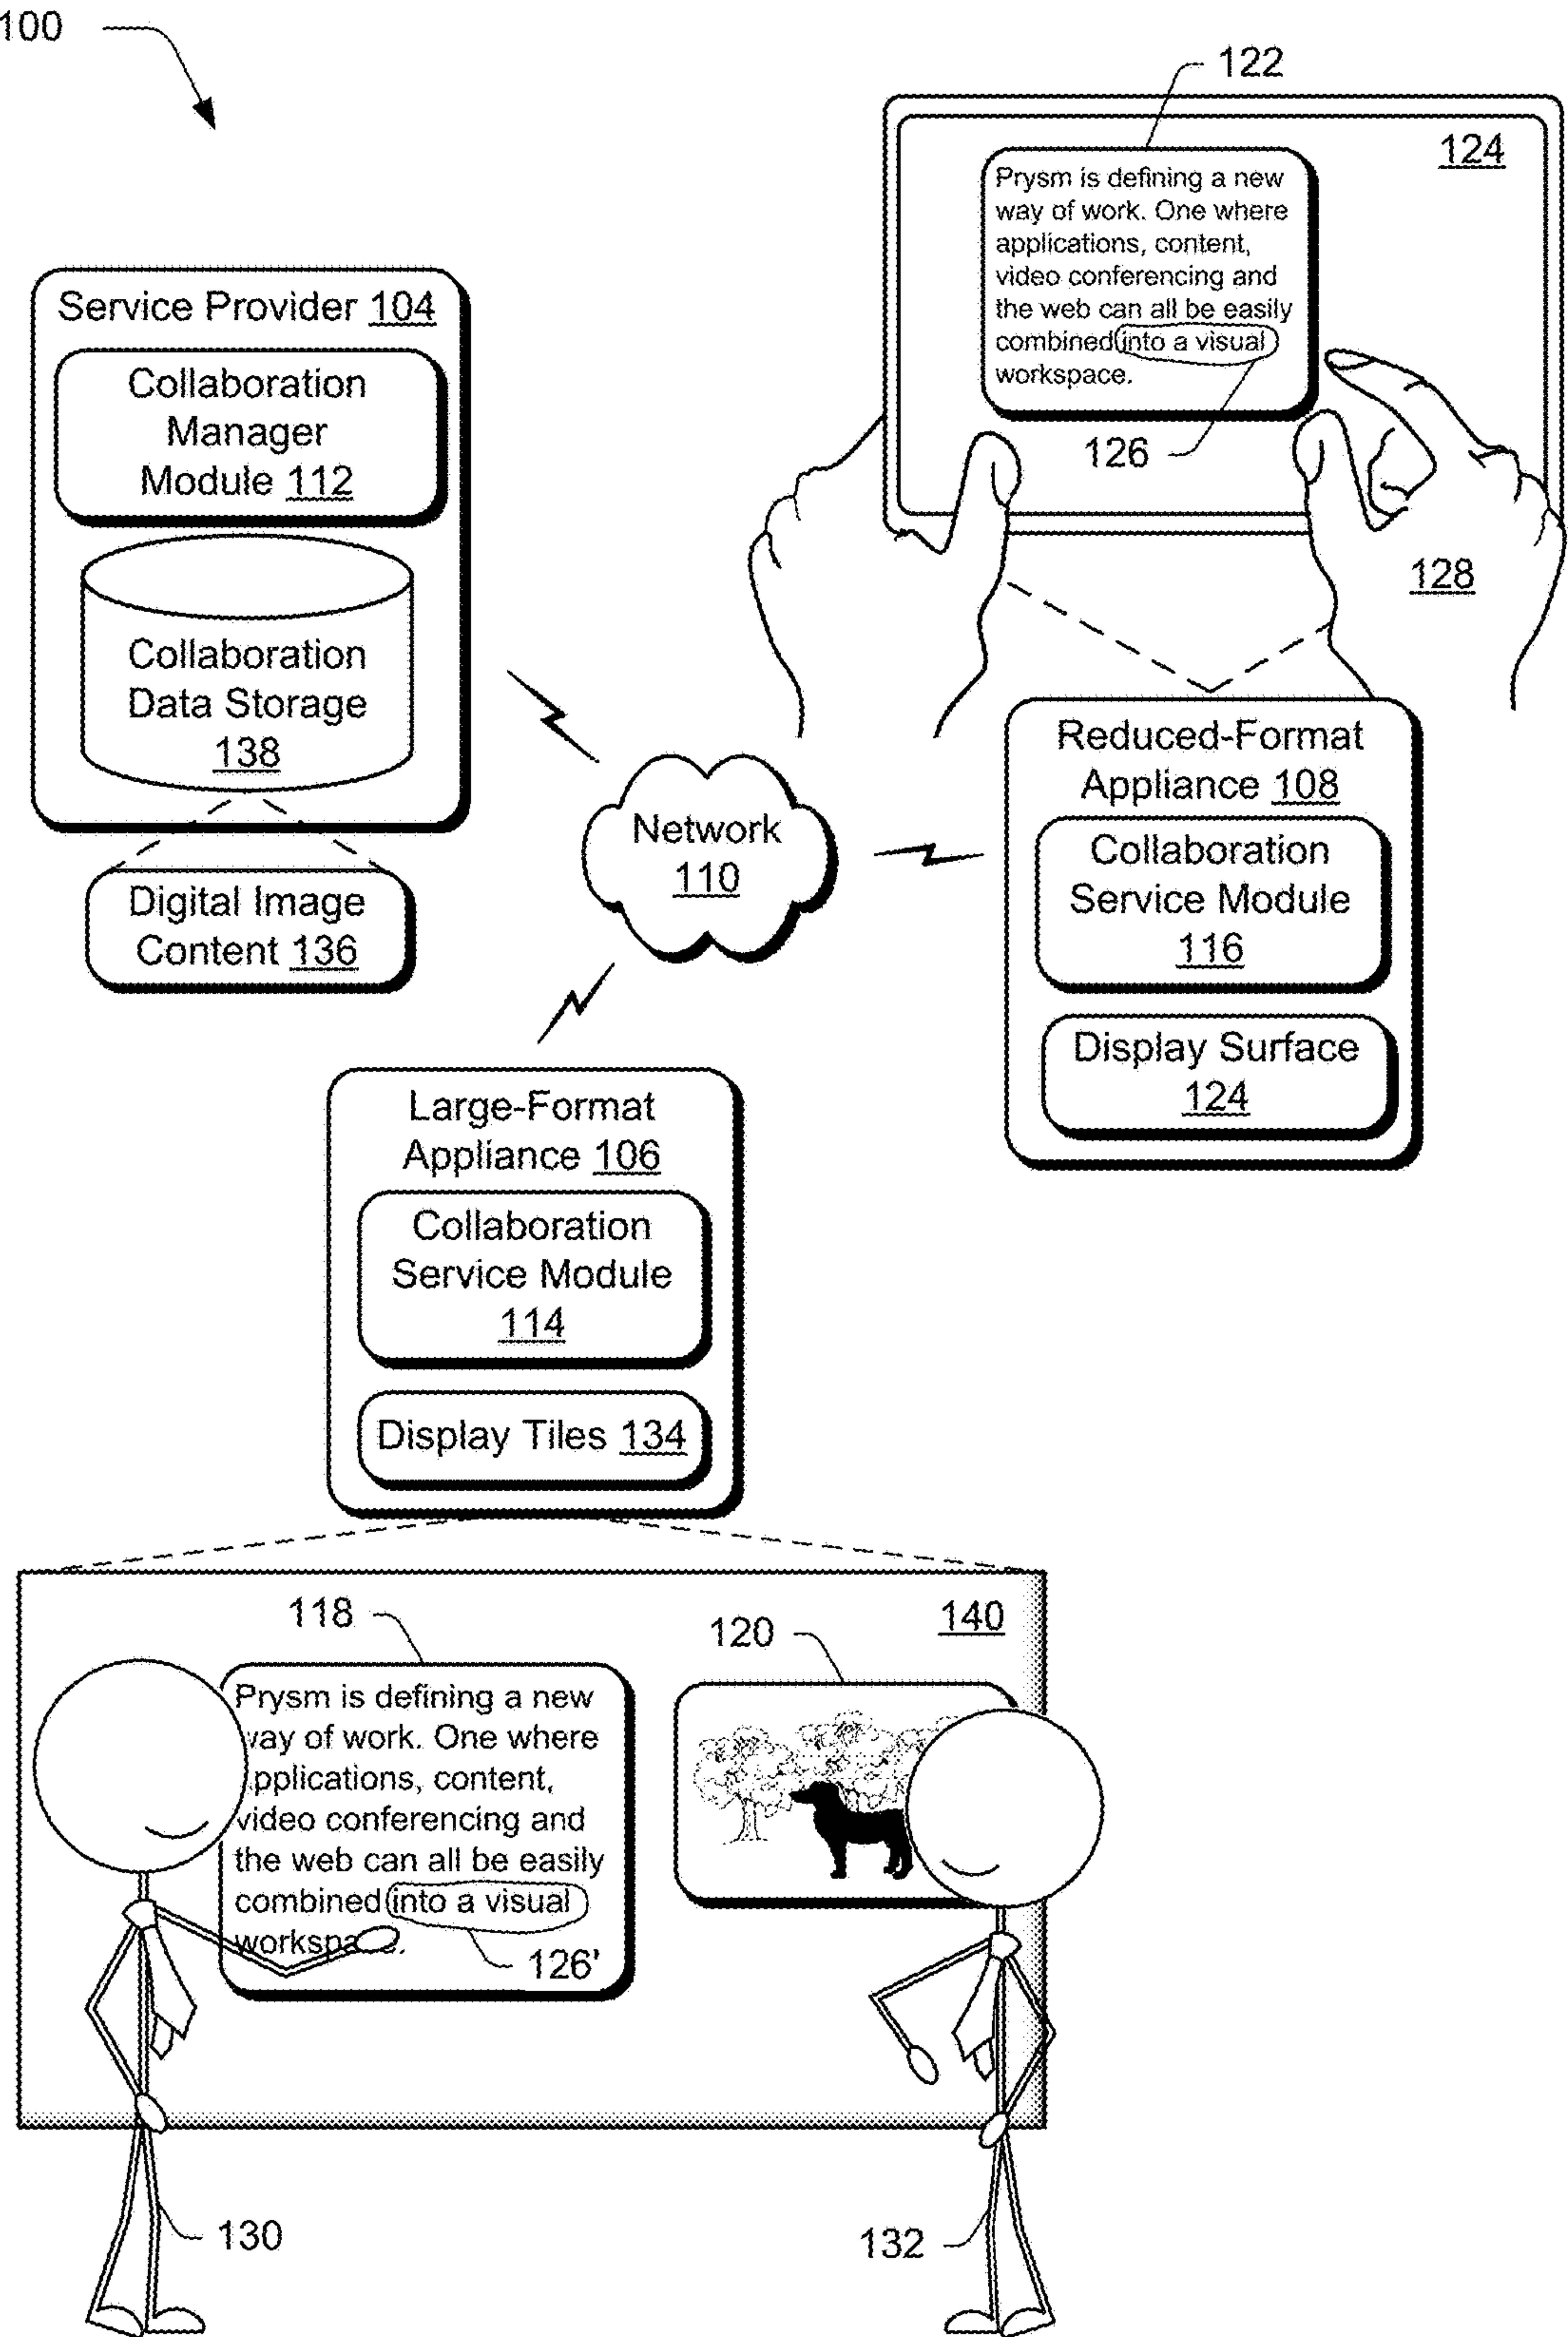 100
122
124
Prysm is defining a new
way of work. One where
applications, content,
video conferencing and
the web can all be easily
combined into a visual
workspace.
126
128
Service Provider 104
Collaboration
Manager
Module 112
Collaboration
Data Storage
138
Digital Image
Content 136
Network
110
Reduced-Format
Appliance 108
Collaboration
Service Module
116
Display Surface
124
Large-Format
Appliance 106
Collaboration
Service Module
114
Display Tiles 134
118
120
140
Prysm is defining a new
way of work. One where
applications, content,
video conferencing and
the web can all be easily
combined into a visual
workspace.
126'
130
132